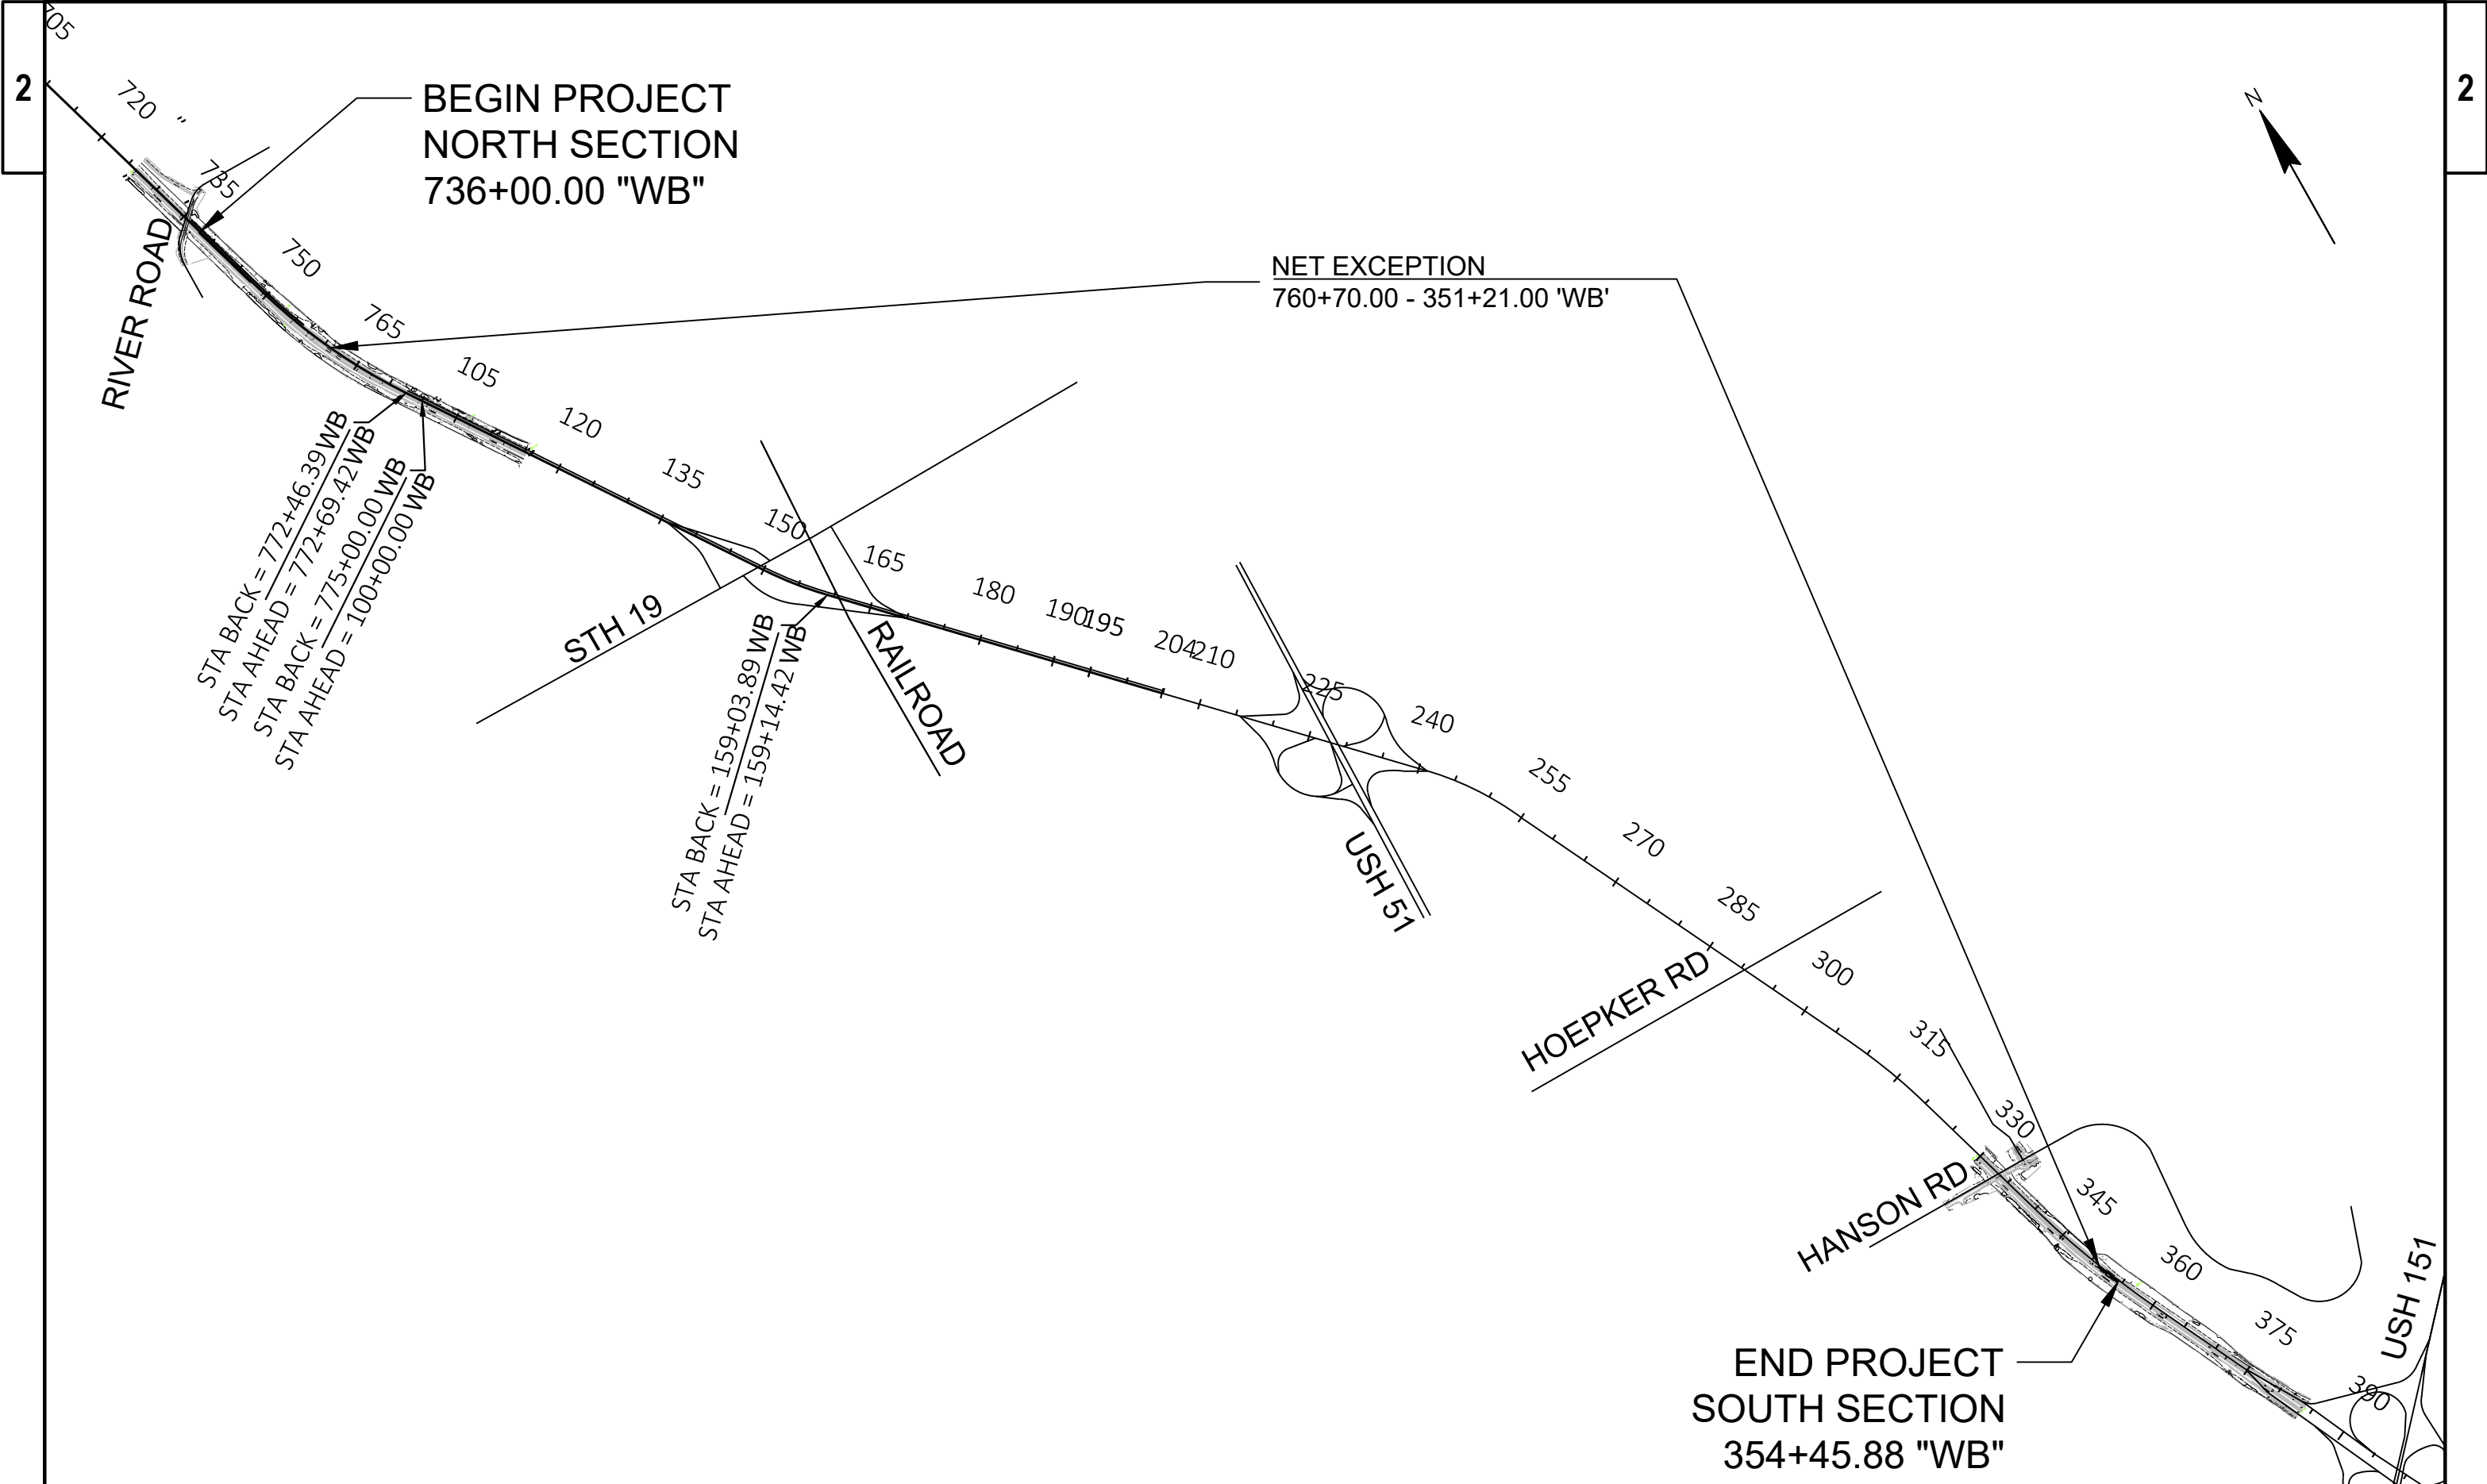 2
2
705
720
"
735
BEGIN PROJECT
NORTH SECTION
736+00.00 "WB"
N
RIVER ROAD
750
765
105
120
135
150
165
180
190
195
204
210
225
240
255
270
285
300
315
330
345
360
375
390
NET EXCEPTION
760+70.00 - 351+21.00 'WB'
STA BACK = 772+46.39 WB
STA AHEAD = 772+69.42 WB
STA BACK = 775+00.00 WB
STA AHEAD = 100+00.00 WB
STH 19
STA BACK = 159+03.89 WB
STA AHEAD = 159+14.42 WB
RAILROAD
USH 51
HOEPKER RD
HANSON RD
USH 151
END PROJECT
SOUTH SECTION
354+45.88 "WB"